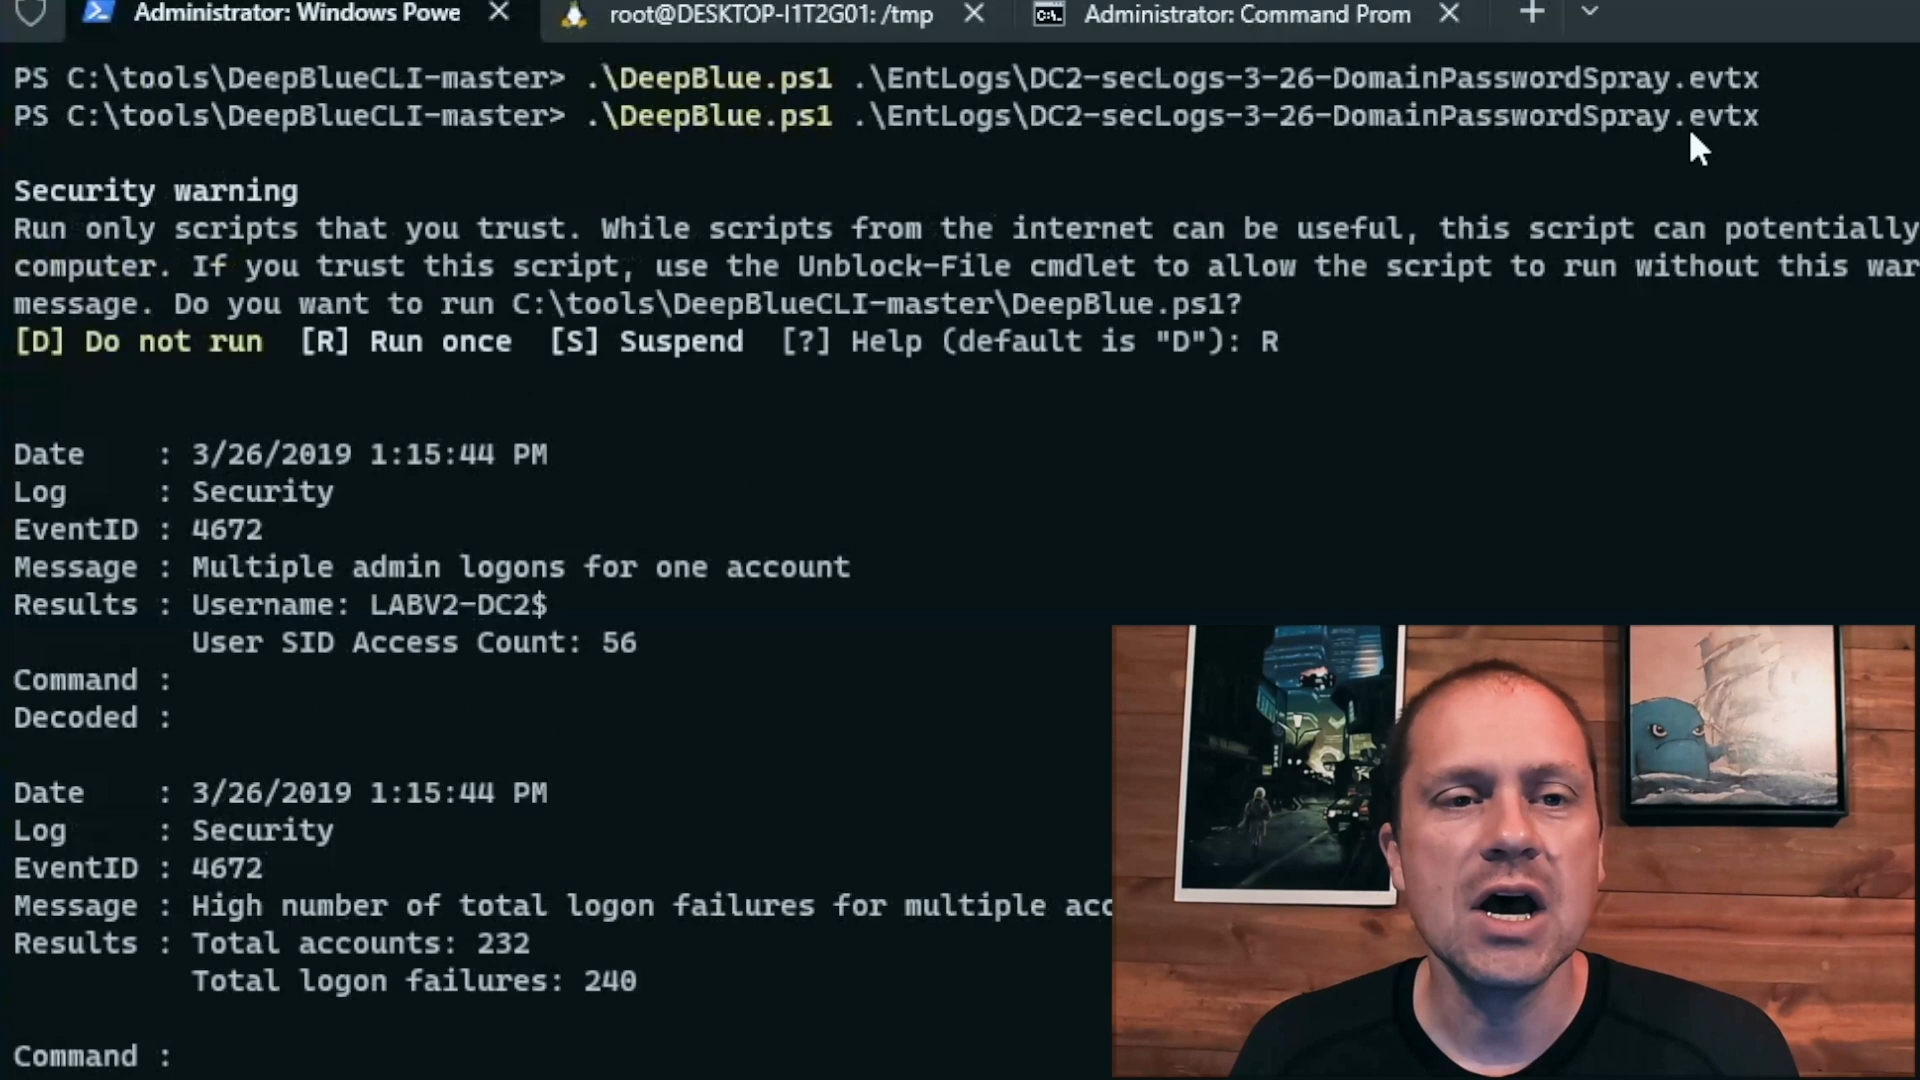 Administrator: Windows Powe
root@DESKTOP-I1T2G01: /tmp
Administrator: Command Prom
PS C:\tools\DeepBlueCLI-master> .\DeepBlue.ps1 .\EntLogs\DC2-secLogs-3-26-DomainPasswordSpray.evtx
PS C:\tools\DeepBlueCLI-master> .\DeepBlue.ps1 .\EntLogs\DC2-secLogs-3-26-DomainPasswordSpray.evtx
Security warning
Run only scripts that you trust. While scripts from the internet can be useful, this script can potentially
computer. If you trust this script, use the Unblock-File cmdlet to allow the script to run without this war
message. Do you want to run C:\tools\DeepBlueCLI-master\DeepBlue.ps1?
[D] Do not run  [R] Run once  [S] Suspend  [?] Help (default is "D"): R
Date    : 3/26/2019 1:15:44 PM
Log     : Security
EventID : 4672
Message : Multiple admin logons for one account
Results : Username: LABV2-DC2$
User SID Access Count: 56
Command :
Decoded :
Date    : 3/26/2019 1:15:44 PM
Log     : Security
EventID : 4672
Message : High number of total logon failures for multiple acc
Results : Total accounts: 232
Total logon failures: 240
Command :